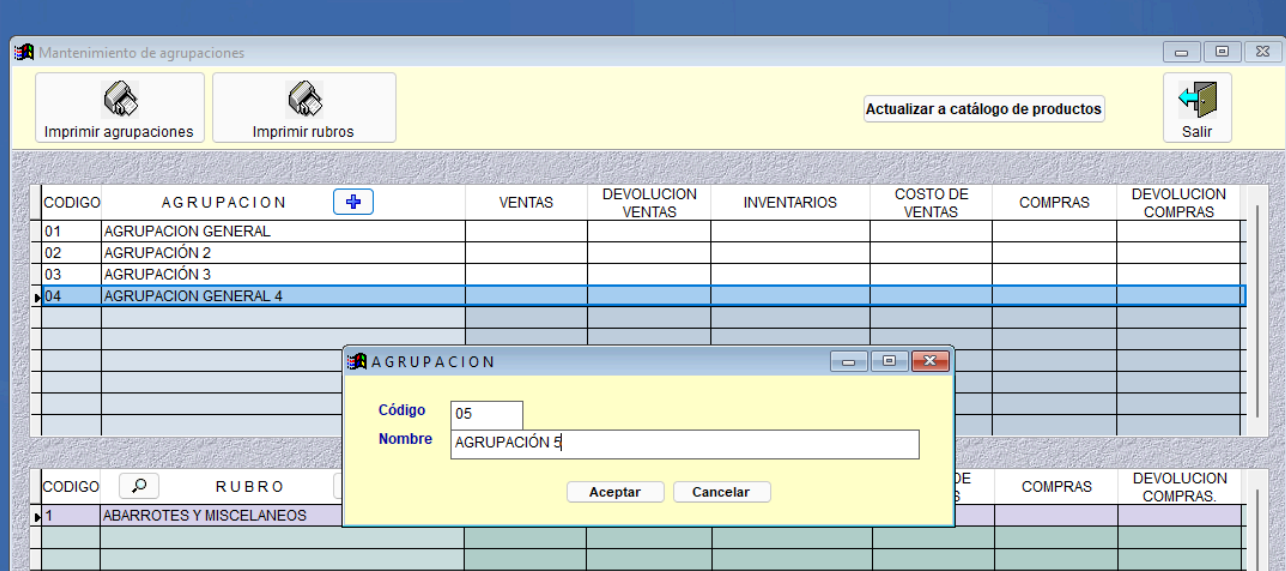 Mantenimiento de agrupaciones
Imprimir agrupaciones
Imprimir rubros
Actualizar a catálogo de productos
Salir
CODIGO AGRUPACION VENTAS DEVOLUCION VENTAS INVENTARIOS COSTO DE VENTAS COMPRAS DEVOLUCION COMPRAS
01 AGRUPACION GENERAL
02 AGRUPACIÓN 2
03 AGRUPACIÓN 3
04 AGRUPACION GENERAL 4
AGRUPACION
Código 05
Nombre AGRUPACIÓN 5
Aceptar Cancelar
CODIGO RUBRO DE S COMPRAS DEVOLUCION COMPRAS.
1 ABARROTES Y MISCELANEOS